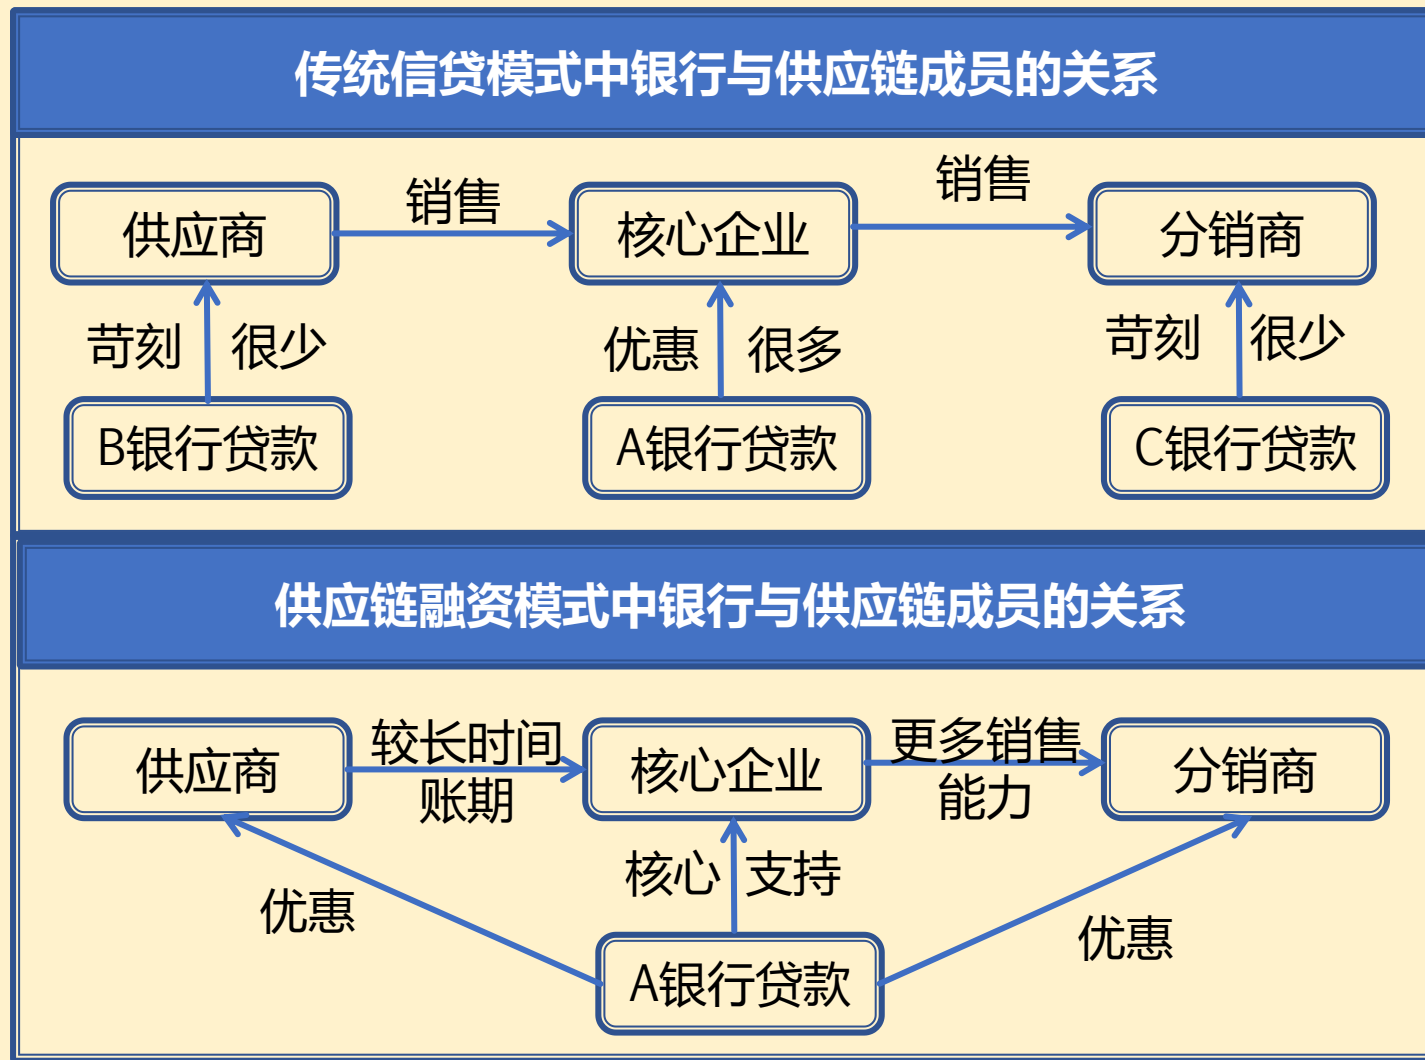 传统信贷模式中银行与供应链成员的关系
销售
销售
供应商
核心企业
分销商
苛刻 很少
优惠 很多
苛刻 很少
B银行贷款
A银行贷款
C银行贷款
供应链融资模式中银行与供应链成员的关系
供应商
较长时间
账期
核心企业
更多销售
能力
分销商
核心 支持
优惠
优惠
A银行贷款